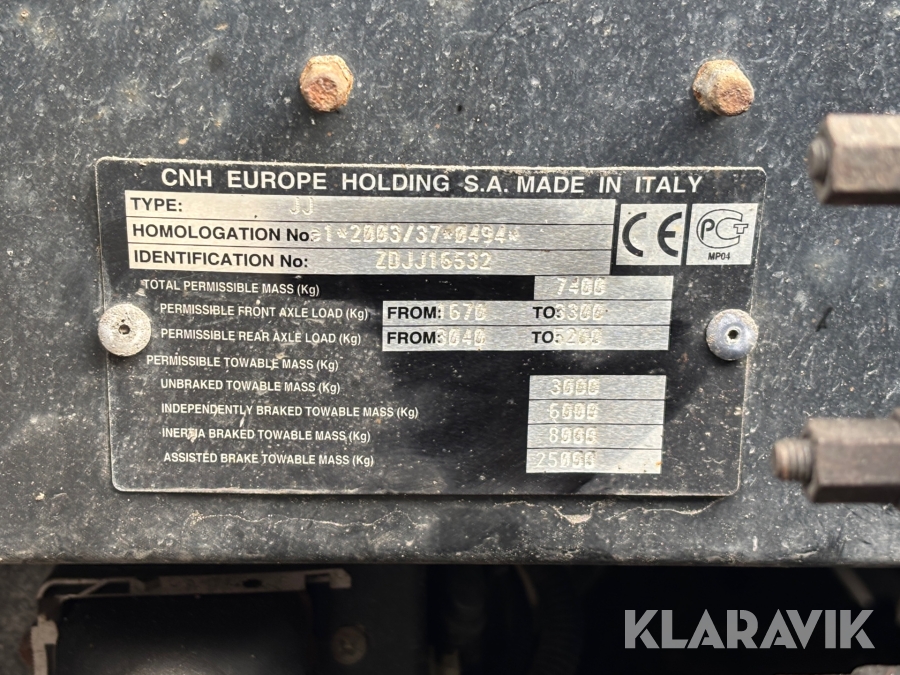 CNH EUROPE HOLDING S.A. MADE IN ITALY
TYPE: JJ
HOMOLOGATION No: e1*2003/37*0494*
IDENTIFICATION No: ZDJJ16532
CE
PCT
MP04
TOTAL PERMISSIBLE MASS (Kg) 7400
PERMISSIBLE FRONT AXLE LOAD (Kg) FROM: 1670 TO: 3300
PERMISSIBLE REAR AXLE LOAD (Kg) FROM: 3040 TO: 5200
PERMISSIBLE TOWABLE MASS (Kg)
UNBRAKED TOWABLE MASS (Kg) 3000
INDEPENDENTLY BRAKED TOWABLE MASS (Kg) 6000
INERTIA BRAKED TOWABLE MASS (Kg) 8000
ASSISTED BRAKE TOWABLE MASS (Kg) 25000
KLARAVIK